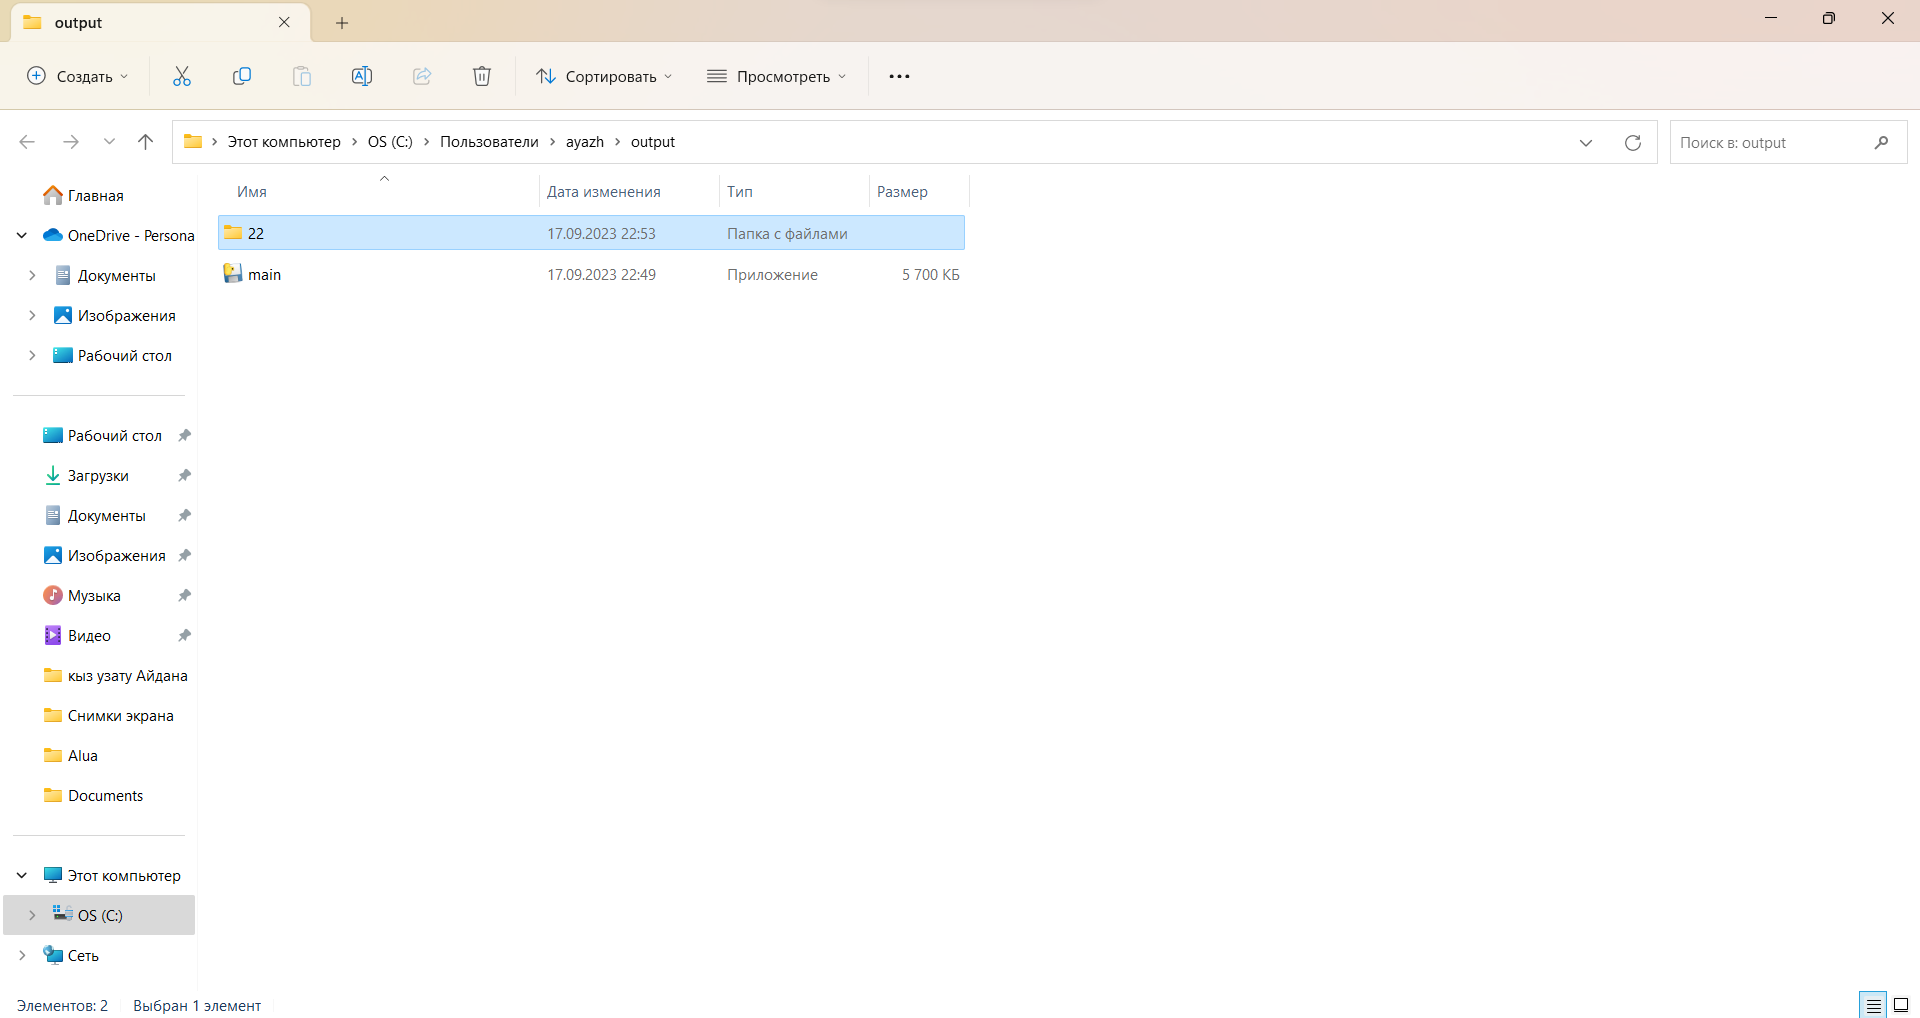 output
Создать
Сортировать
Просмотреть
Этот компьютер > OS (C:) > Пользователи > ayazh > output
Поиск в: output
Имя Дата изменения Тип Размер
22 17.09.2023 22:53 Папка с файлами
main 17.09.2023 22:49 Приложение 5 700 КБ
Главная
OneDrive - Persona
Документы
Изображения
Рабочий стол
Рабочий стол
Загрузки
Документы
Изображения
Музыка
Видео
кыз узату Айдана
Снимки экрана
Alua
Documents
Этот компьютер
OS (C:)
Сеть
Элементов: 2 Выбран 1 элемент